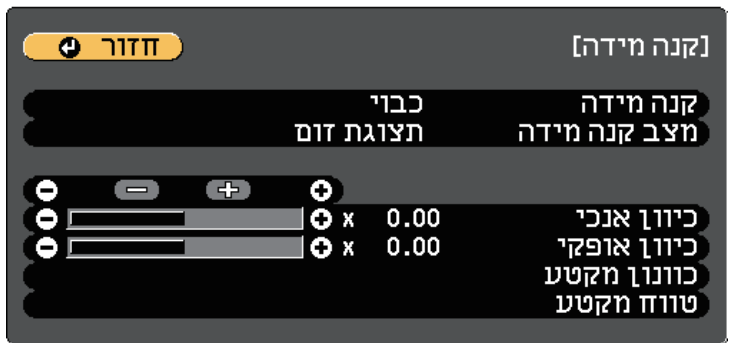 [קנה מידה] חזור
קנה מידה כבוי
מצב קנה מידה תצוגת זום
כיוון אנכי 0.00 x
כיוון אופקי 0.00 x
כוונון מקטע
טווח מקטע